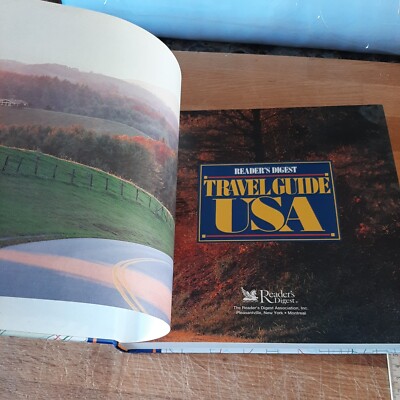 READER'S DIGEST
TRAVEL GUIDE
USA
Reader's
Digest
The Reader's Digest Association, Inc.
Pleasantville, New York • Montreal